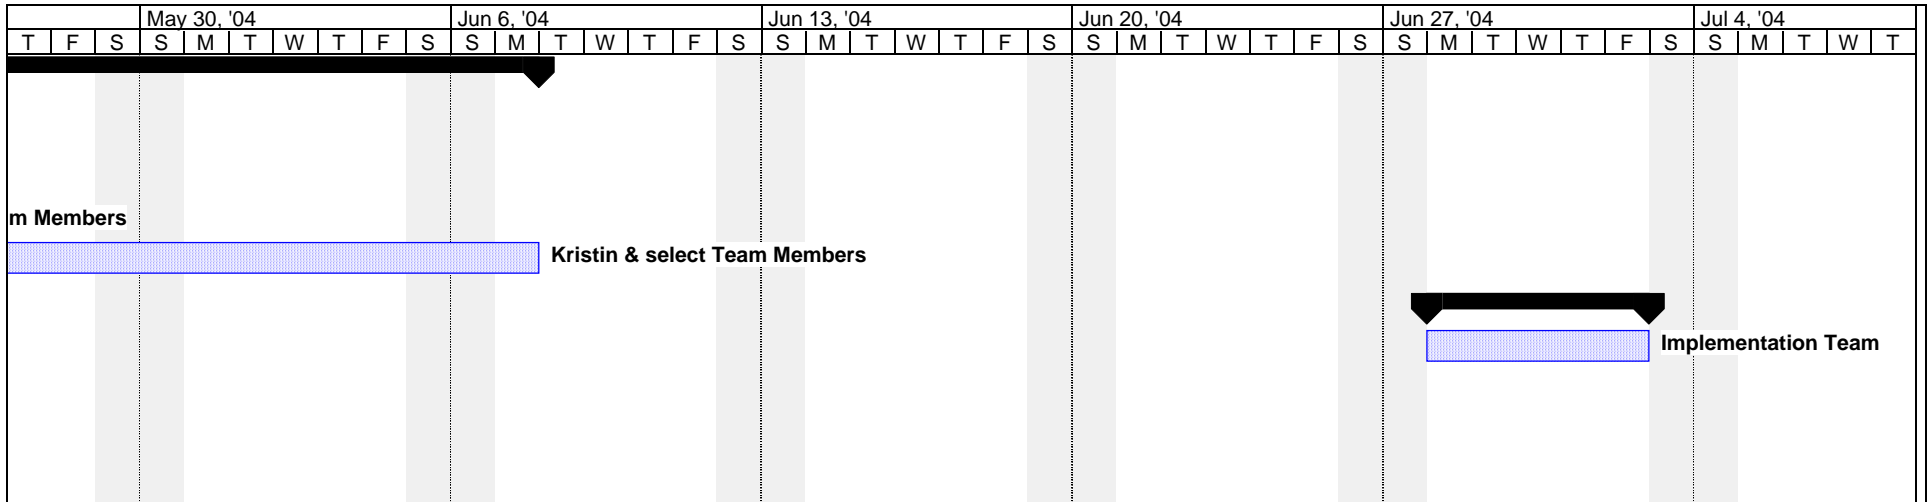 May 30, '04 Jun 6, '04 Jun 13, '04 Jun 20, '04 Jun 27, '04 Jul 4, '04
T F S S M T W T F S S M T W T F S S M T W T F S S M T W T F S S M T W T F S S M T W T
m Members
Kristin & select Team Members
Implementation Team